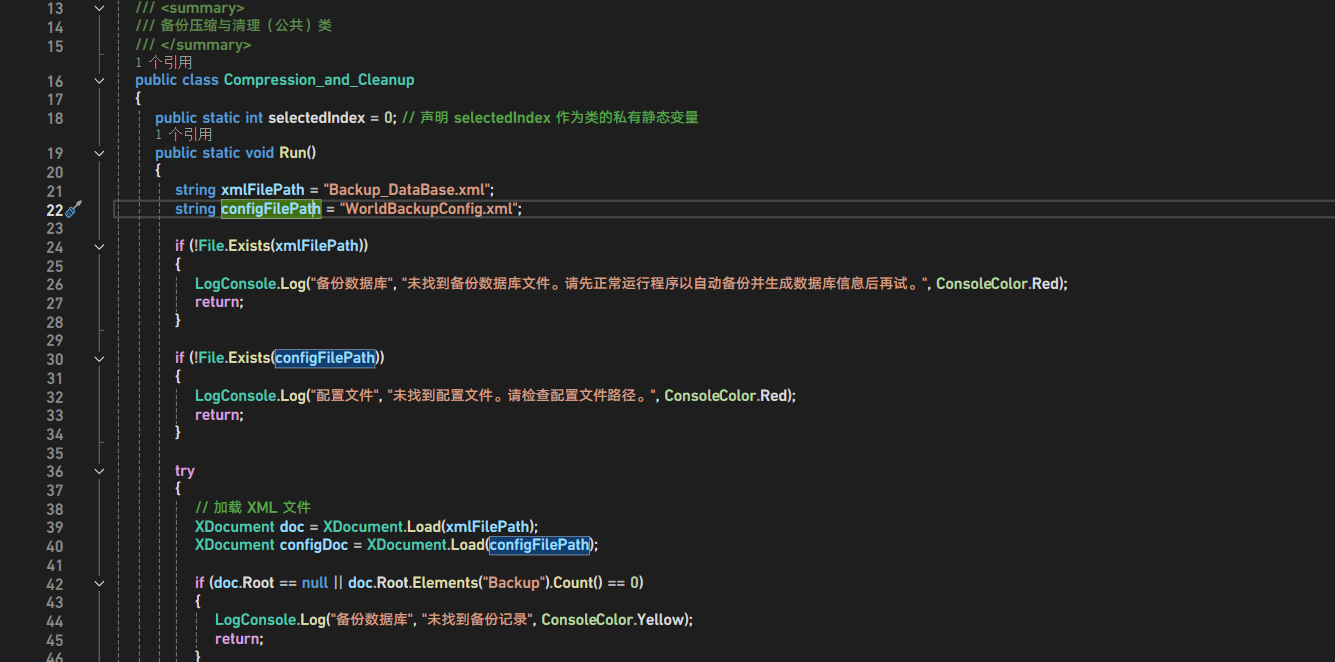 13 /// <summary>
14 /// 备份压缩与清理（公共）类
15 /// </summary>
1 个引用
16 public class Compression_and_Cleanup
17 {
18 public static int selectedIndex = 0; // 声明 selectedIndex 作为类的私有静态变量
1 个引用
19 public static void Run()
20 {
21 string xmlFilePath = "Backup_DataBase.xml";
22 string configFilePath = "WorldBackupConfig.xml";
23
24 if (!File.Exists(xmlFilePath))
25 {
26 LogConsole.Log("备份数据库", "未找到备份数据库文件。请先正常运行程序以自动备份并生成数据库信息后再试。", ConsoleColor.Red);
27 return;
28 }
29
30 if (!File.Exists(configFilePath))
31 {
32 LogConsole.Log("配置文件", "未找到配置文件。请检查配置文件路径。", ConsoleColor.Red);
33 return;
34 }
35
36 try
37 {
38 // 加载 XML 文件
39 XDocument doc = XDocument.Load(xmlFilePath);
40 XDocument configDoc = XDocument.Load(configFilePath);
41
42 if (doc.Root == null || doc.Root.Elements("Backup").Count() == 0)
43 {
44 LogConsole.Log("备份数据库", "未找到备份记录", ConsoleColor.Yellow);
45 return;
46 }